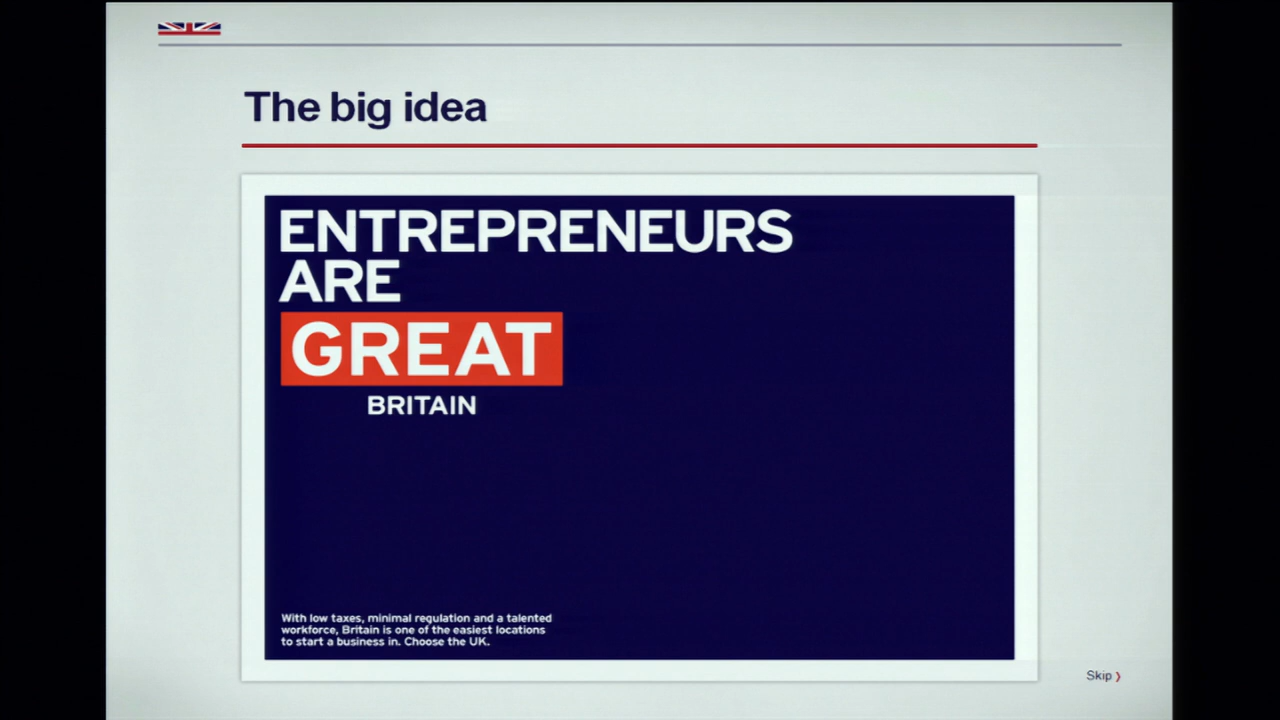 The big idea
ENTREPRENEURS
ARE
GREAT
BRITAIN
With low taxes, minimal regulation and a talented
workforce, Britain is one of the easiest locations
to start a business in. Choose the UK.
Skip ❯